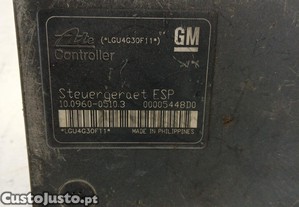 Ate (*LGU4G30F11*) GM
Controller
Steuergeraet ESP
10.0960-0510.3 00005448D0
*LGU4G30F11* MADE IN PHILIPPINES
CustoJusto.pt